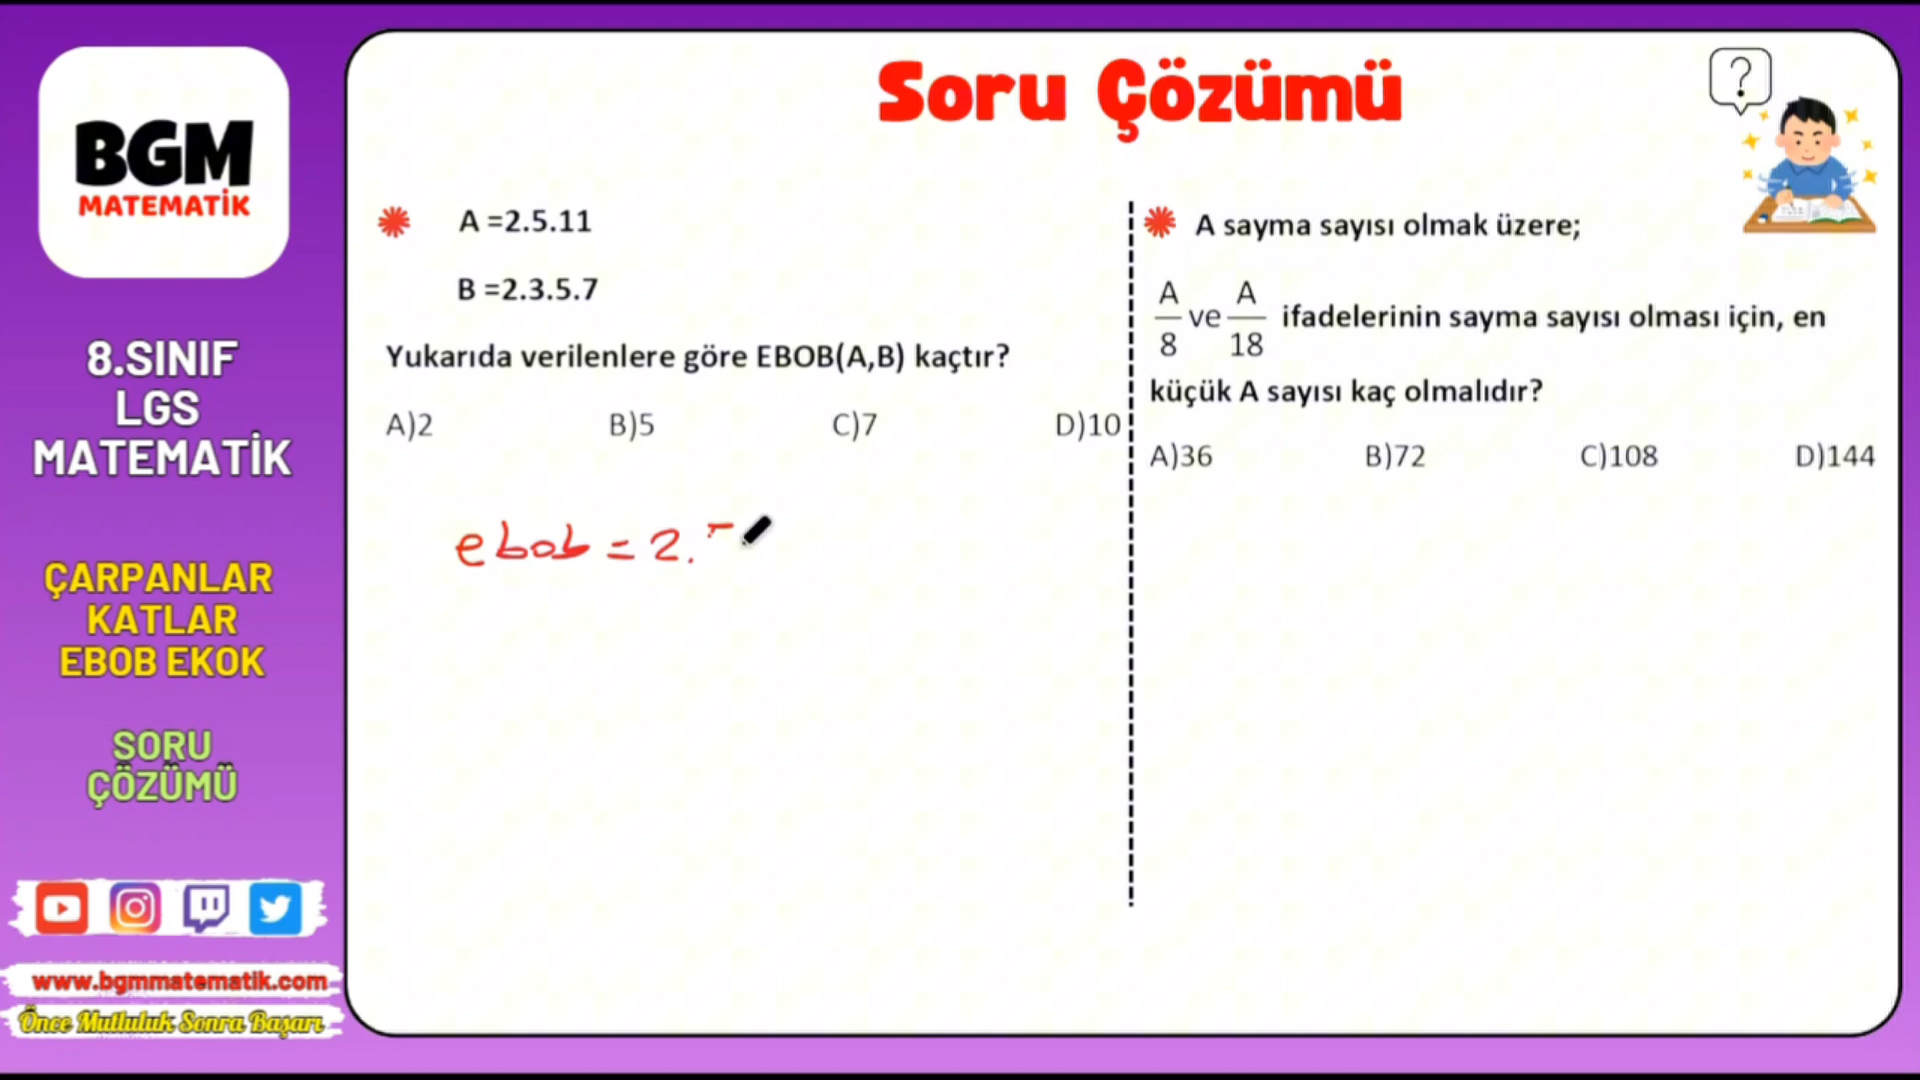 BGM
MATEMATİK
8.SINIF
LGS
MATEMATİK
ÇARPANLAR
KATLAR
EBOB EKOK
SORU
ÇÖZÜMÜ
www.bgmmatematik.com
Önce Mutluluk Sonra Başarı
Soru Çözümü
?
A =2.5.11
B =2.3.5.7
Yukarıda verilenlere göre EBOB(A,B) kaçtır?
A)2 B)5 C)7 D)10
ebob = 2.
A sayma sayısı olmak üzere;
A/8 ve A/18 ifadelerinin sayma sayısı olması için, en
küçük A sayısı kaç olmalıdır?
A)36 B)72 C)108 D)144